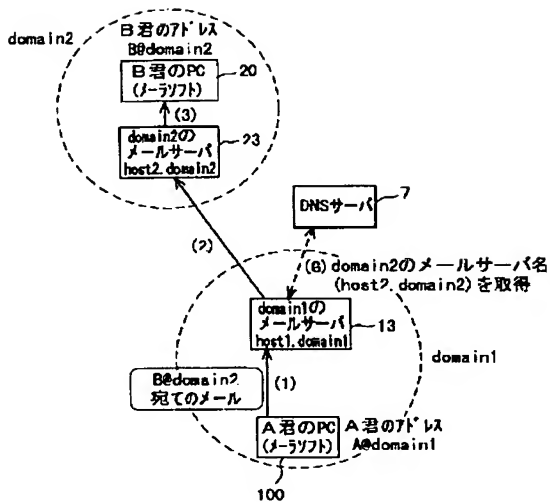 domain2
B君のアドレス
B@domain2
B君のPC
(メーラソフト)
20
(3)
domain2の
メールサーバ
host2.domain2
23
DNSサーバ
7
(2)
(6)
domain2のメールサーバ名
(host2.domain2)を取得
domain1の
メールサーバ
host1.domain1
13
domain1
B@domain2
宛てのメール
(1)
A君のPC
(メーラソフト)
A君のアドレス
A@domain1
100